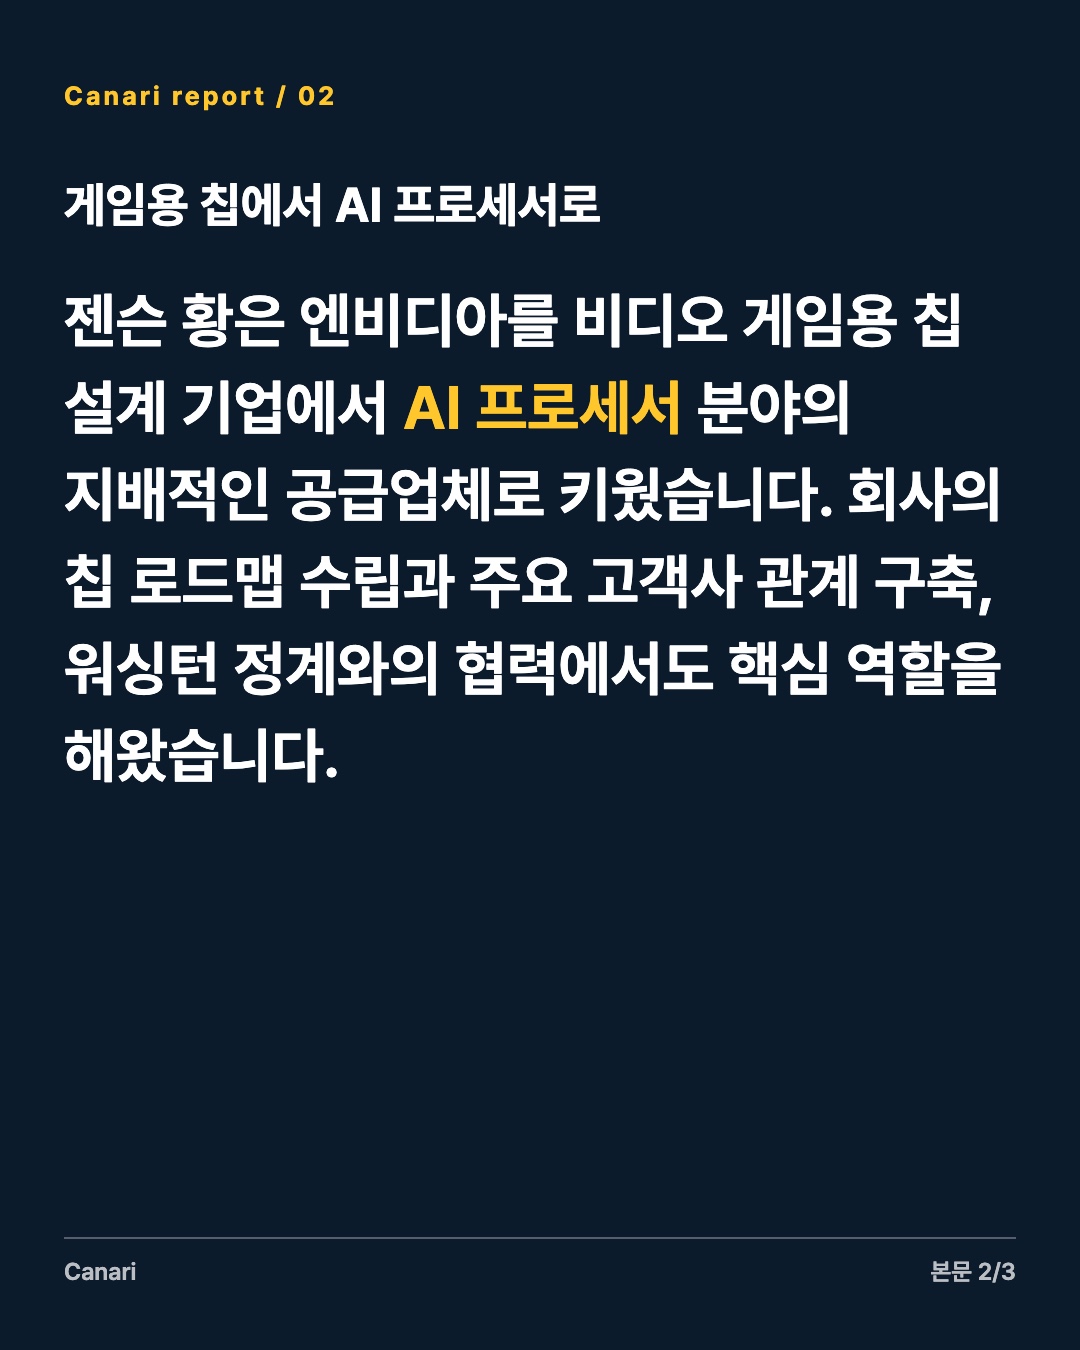 Canari report / 02
게임용 칩에서 AI 프로세서로
젠슨 황은 엔비디아를 비디오 게임용 칩
설계 기업에서 AI 프로세서 분야의
지배적인 공급업체로 키웠습니다. 회사의
칩 로드맵 수립과 주요 고객사 관계 구축,
워싱턴 정계와의 협력에서도 핵심 역할을
해왔습니다.
Canari
본문 2/3